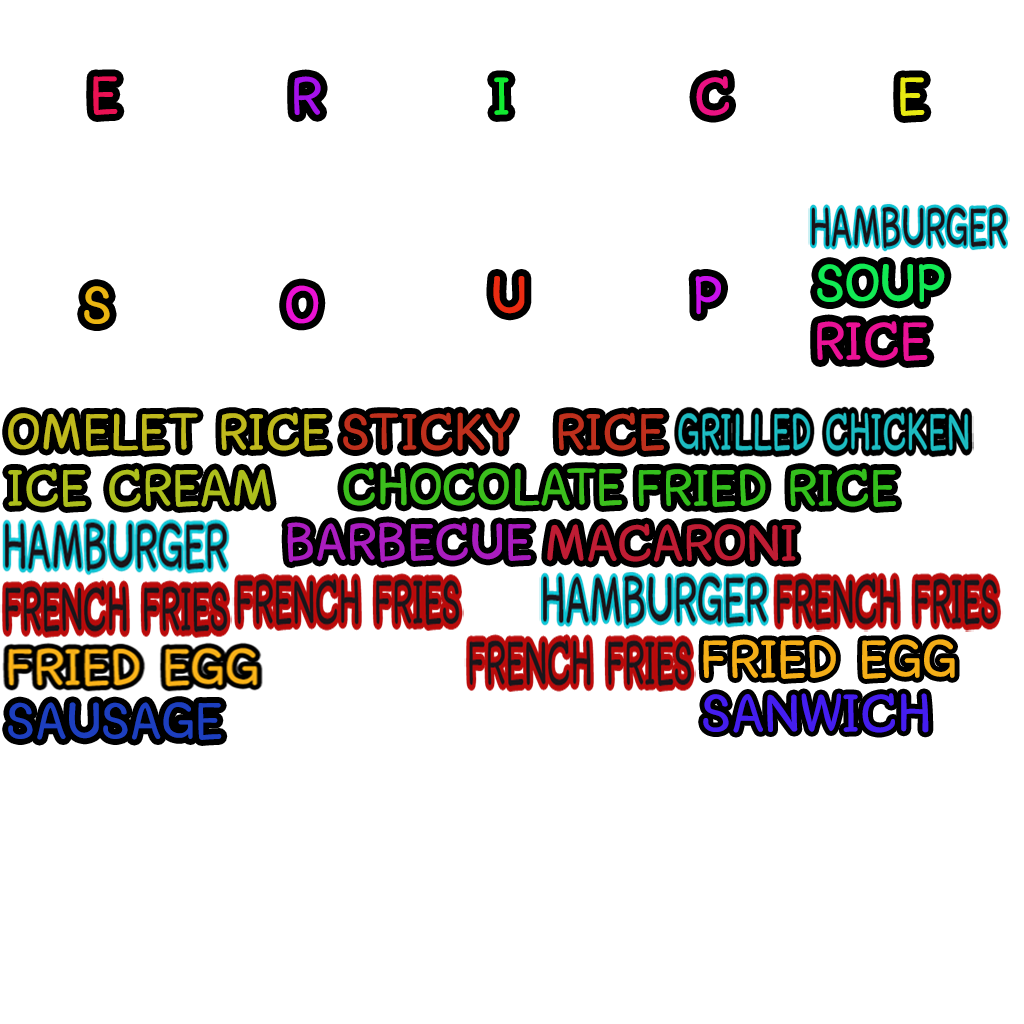 E R I C E
HAMBURGER
S O U P SOUP
RICE
OMELET RICE STICKY RICE GRILLED CHICKEN
ICE CREAM CHOCOLATE FRIED RICE
HAMBURGER BARBECUE MACARONI
FRENCH FRIES FRENCH FRIES HAMBURGER FRENCH FRIES
FRIED EGG FRENCH FRIES FRIED EGG
SAUSAGE SANWICH